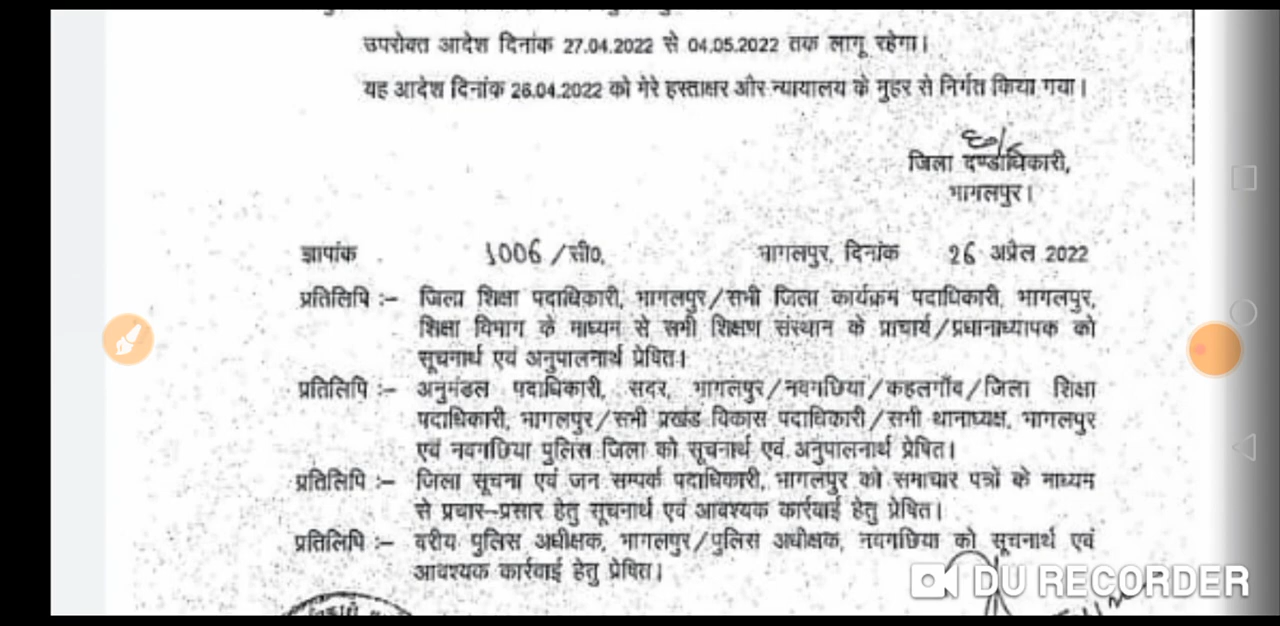 उपरोक्त आदेश दिनांक 27.04.2022 से 04.05.2022 तक लागू रहेगा।
यह आदेश दिनांक 26.04.2022 को मेरे हस्ताक्षर और न्यायालय के मुहर से निर्गत किया गया।
ह०/
जिला दण्डाधिकारी,
भागलपुर।
ज्ञापांक 1006/सी०, भागलपुर, दिनांक 26 अप्रेल 2022
प्रतिलिपि :– जिला शिक्षा पदाधिकारी, भागलपुर/सभी जिला कार्यक्रम पदाधिकारी, भागलपुर,
शिक्षा विभाग के माध्यम से सभी शिक्षण संस्थान के प्राचार्य/प्रधानाध्यापक को
सूचनार्थ एवं अनुपालनार्थ प्रेषित।
प्रतिलिपि :– अनुमंडल पदाधिकारी, सदर, भागलपुर/नवगछिया/कहलगाँव/जिला शिक्षा
पदाधिकारी, भागलपुर/सभी प्रखंड विकास पदाधिकारी/सभी थानाध्यक्ष, भागलपुर
एवं नवगछिया पुलिस जिला को सूचनार्थ एवं अनुपालनार्थ प्रेषित।
प्रतिलिपि :– जिला सूचना एवं जन सम्पर्क पदाधिकारी, भागलपुर को समाचार पत्रों के माध्यम
से प्रचार–प्रसार हेतु सूचनार्थ एवं आवश्यक कार्रवाई हेतु प्रेषित।
प्रतिलिपि :– वरीय पुलिस अधीक्षक, भागलपुर/पुलिस अधीक्षक, नवगछिया को सूचनार्थ एवं
आवश्यक कार्रवाई हेतु प्रेषित।
DU RECORDER